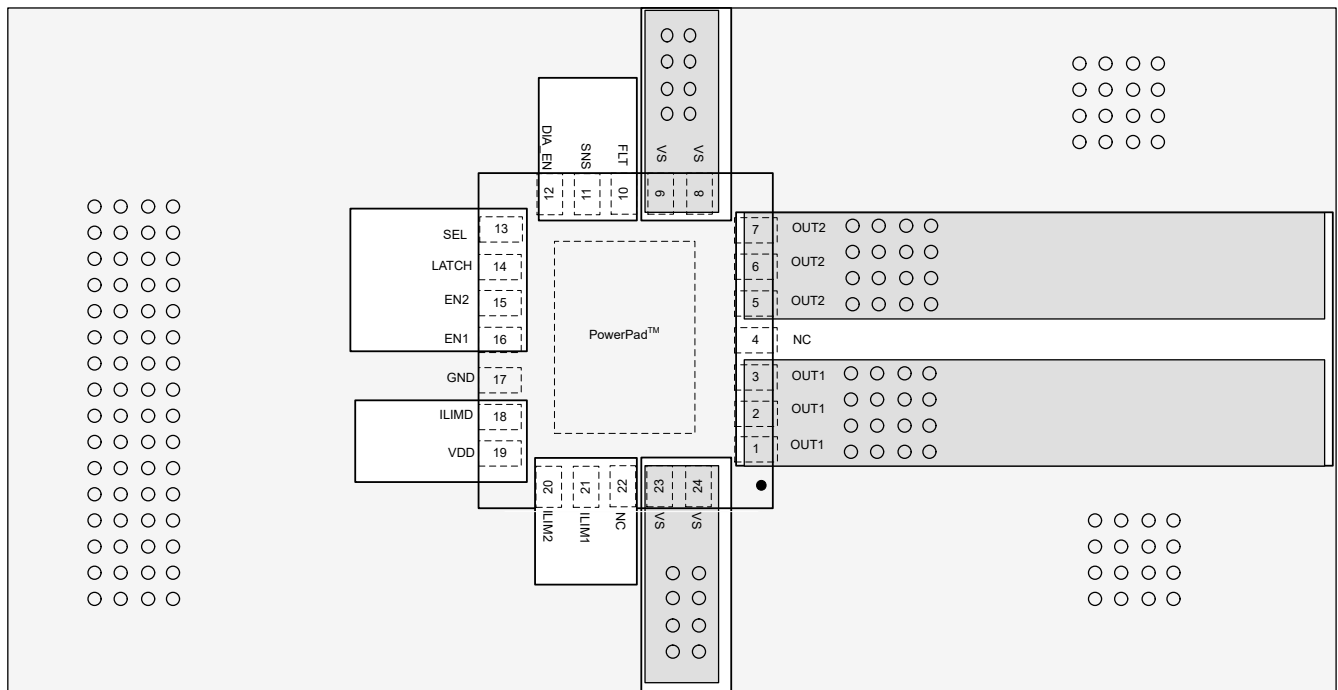 DIA_EN
SNS
FLT
VS
VS
12
11
10
9
8
SEL
13
LATCH
14
EN2
15
EN1
16
GND
17
ILIMD
18
VDD
19
PowerPad™
7
OUT2
6
OUT2
5
OUT2
4
NC
3
OUT1
2
OUT1
1
OUT1
20
21
22
23
24
ILIM2
ILIM1
NC
VS
VS